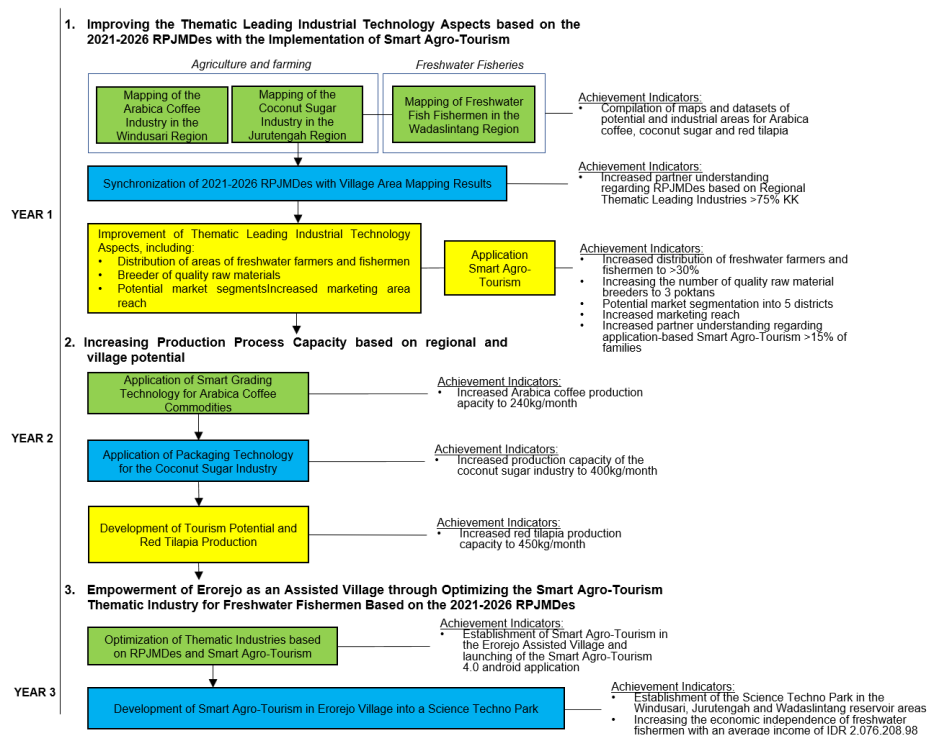 1. Improving the Thematic Leading Industrial Technology Aspects based on the
2021-2026 RPJMDes with the Implementation of Smart Agro-Tourism
Agriculture and farming
Freshwater Fisheries
Mapping of the
Arabica Coffee
Industry in the
Windusari Region
Mapping of the
Coconut Sugar
Industry in the
Jurutengah Region
Mapping of Freshwater
Fish Fishermen in the
Wadaslintang Region
Achievement Indicators:
• Compilation of maps and datasets of
potential and industrial areas for Arabica
coffee, coconut sugar and red tilapia
Synchronization of 2021-2026 RPJMDes with Village Area Mapping Results
Achievement Indicators:
• Increased partner understanding
regarding RPJMDes based on Regional
Thematic Leading Industries >75% KK
YEAR 1
Improvement of Thematic Leading Industrial Technology
Aspects, including:
• Distribution of areas of freshwater farmers and fishermen
• Breeder of quality raw materials
• Potential market segmentsIncreased marketing area
reach
Application
Smart Agro-
Tourism
Achievement Indicators:
• Increased distribution of freshwater farmers and
fishermen to >30%
• Increasing the number of quality raw material
breeders to 3 poktans
• Potential market segmentation into 5 districts
• Increased marketing reach
• Increased partner understanding regarding
application-based Smart Agro-Tourism >15% of
families
2. Increasing Production Process Capacity based on regional and
village potential
Application of Smart Grading
Technology for Arabica Coffee
Commodities
Achievement Indicators:
• Increased Arabica coffee production
apacity to 240kg/month
YEAR 2
Application of Packaging Technology
for the Coconut Sugar Industry
Achievement Indicators:
• Increased production capacity of the
coconut sugar industry to 400kg/month
Development of Tourism Potential and
Red Tilapia Production
Achievement Indicators:
• Increased red tilapia production
capacity to 450kg/month
3. Empowerment of Erorejo as an Assisted Village through Optimizing the Smart Agro-Tourism
Thematic Industry for Freshwater Fishermen Based on the 2021-2026 RPJMDes
Optimization of Thematic Industries based
on RPJMDes and Smart Agro-Tourism
Achievement Indicators:
• Establishment of Smart Agro-Tourism in
the Erorejo Assisted Village and
launching of the Smart Agro-Tourism
4.0 android application
YEAR 3
Development of Smart Agro-Tourism in Erorejo Village into a Science Techno Park
Achievement Indicators:
• Establishment of the Science Techno Park in the
Windusari, Jurutengah and Wadaslintang reservoir areas
• Increasing the economic independence of freshwater
fishermen with an average income of IDR 2.076.208.98